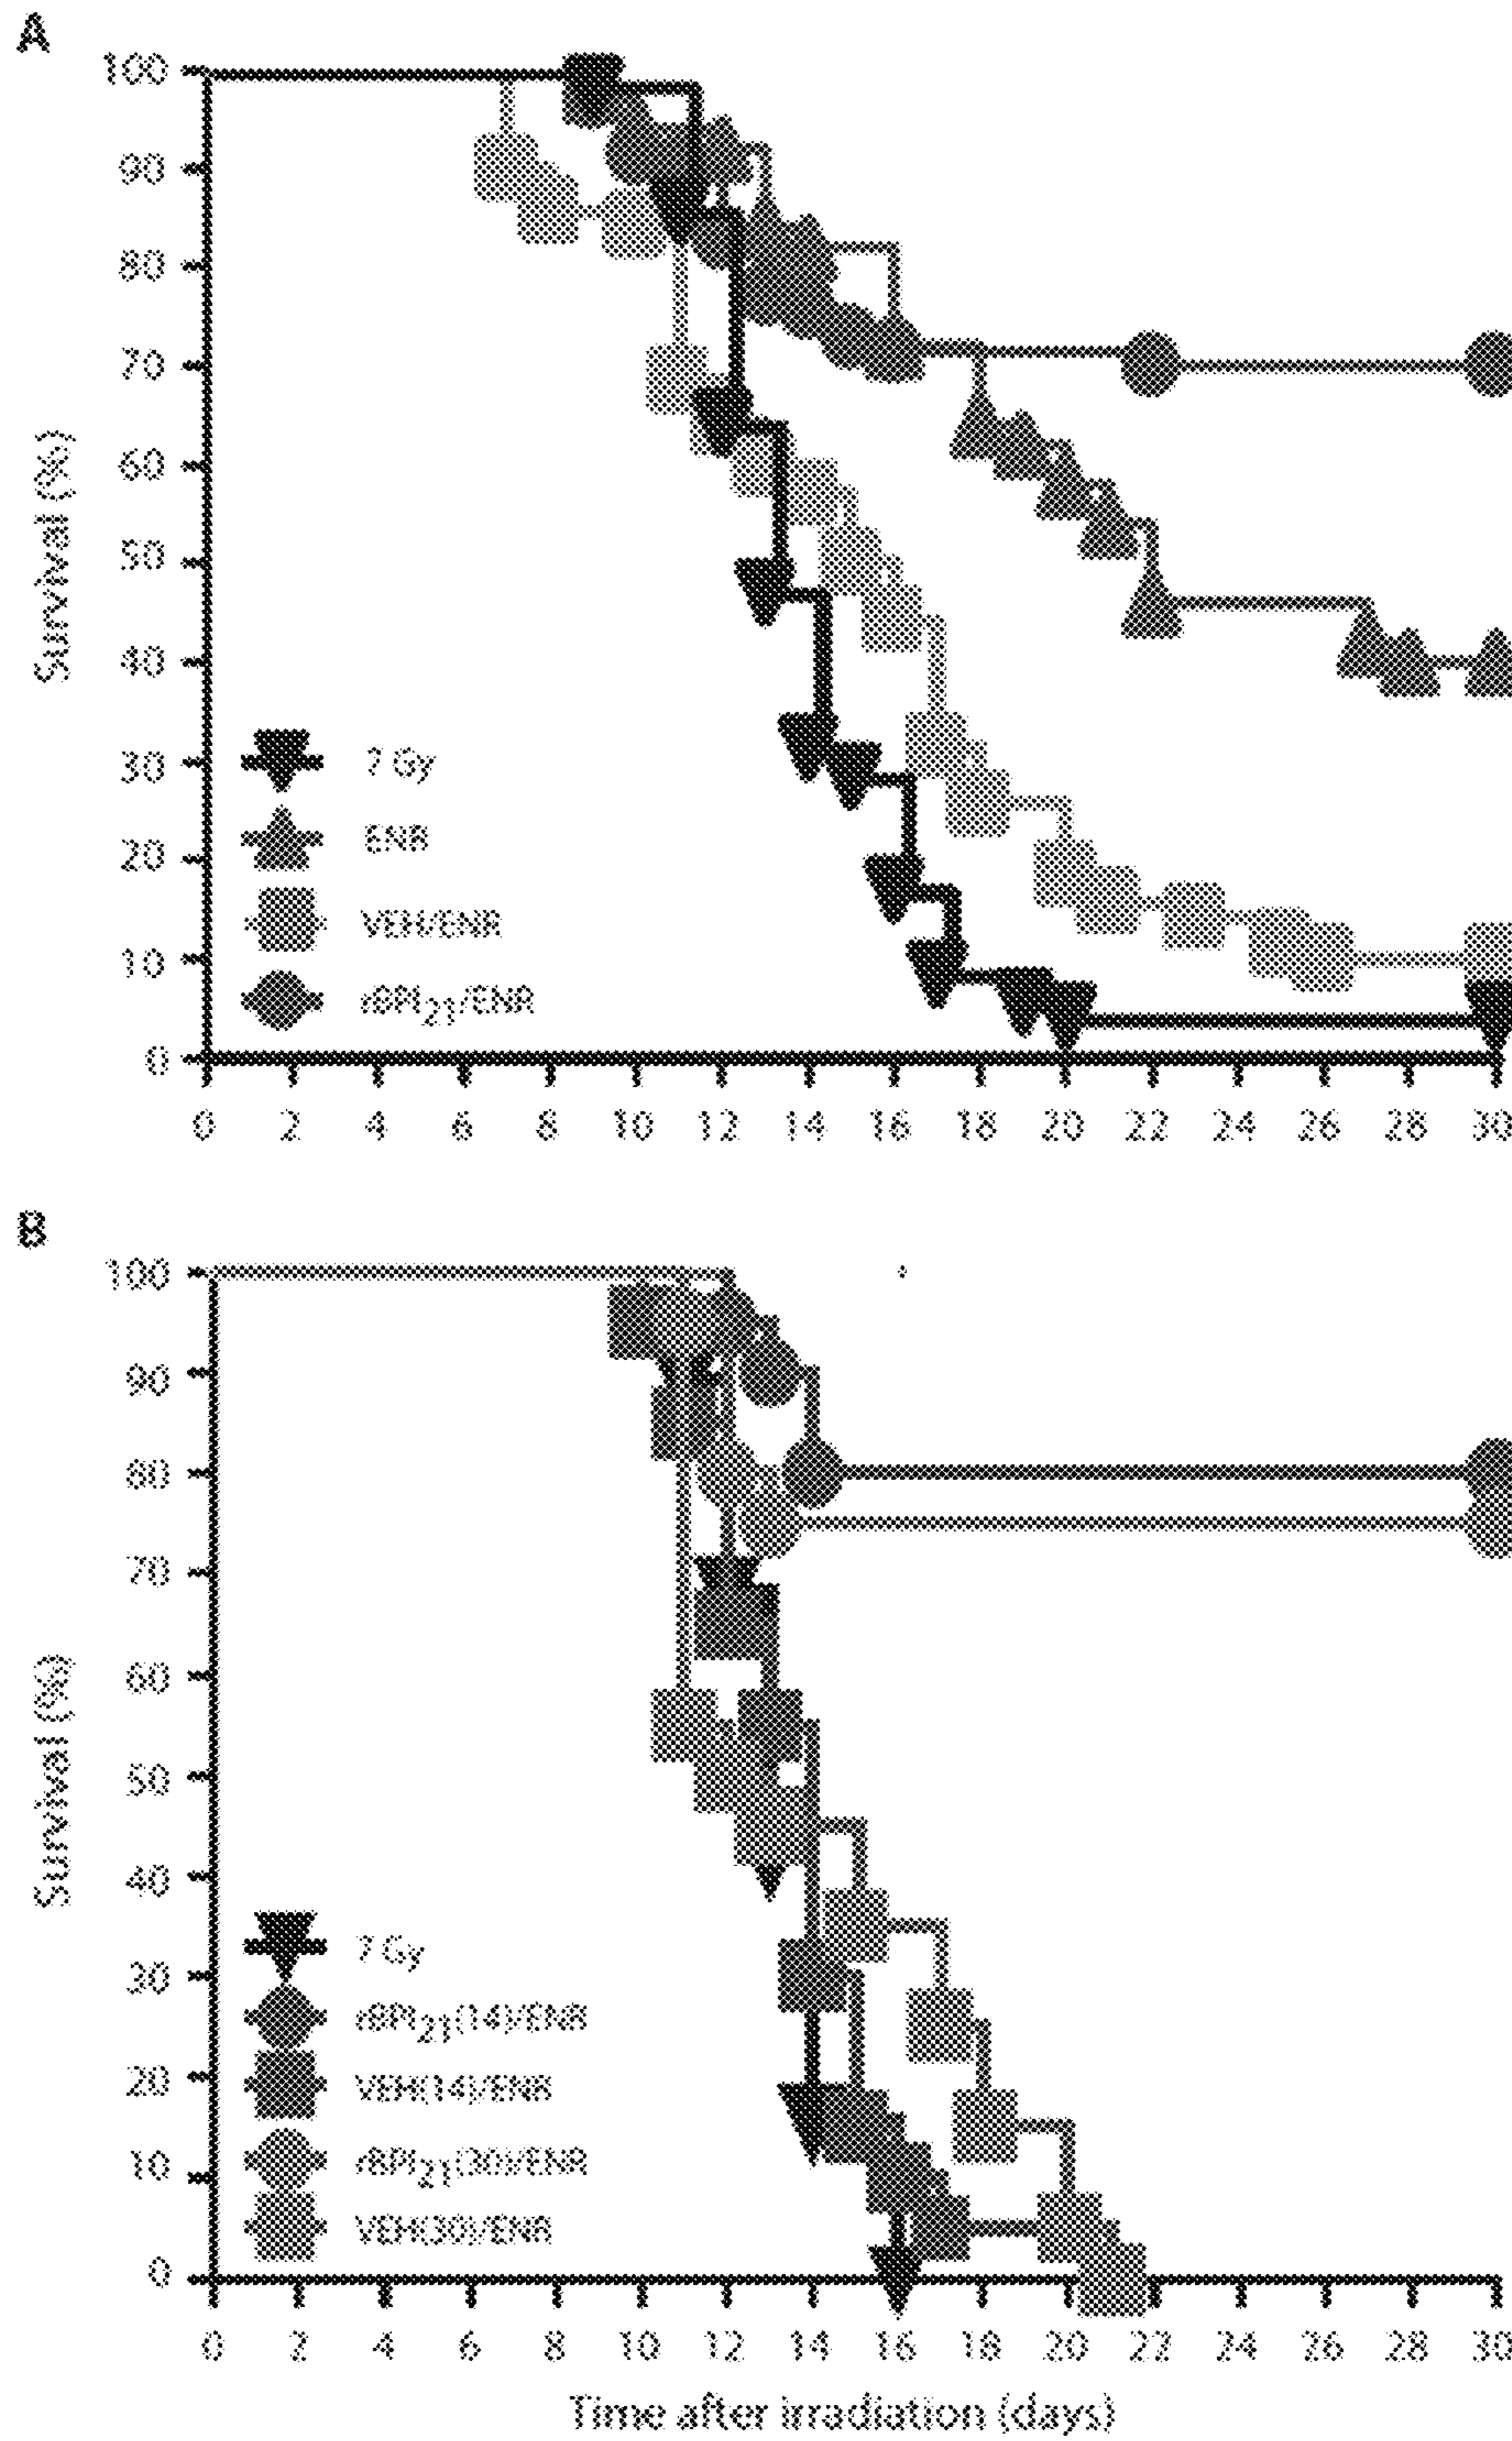 A
100
90
80
70
60
50
40
30
20
10
0
Survival (%)
7 Gy
ENR
VEH/ENR
rBPI21/ENR
0 2 4 6 8 10 12 14 16 18 20 22 24 26 28 30
B
100
90
80
70
60
50
40
30
20
10
0
Survival (%)
7 Gy
rBPI21(14)/ENR
VEH(14)/ENR
rBPI21(30)/ENR
VEH(30)/ENR
0 2 4 6 8 10 12 14 16 18 20 22 24 26 28 30
Time after irradiation (days)